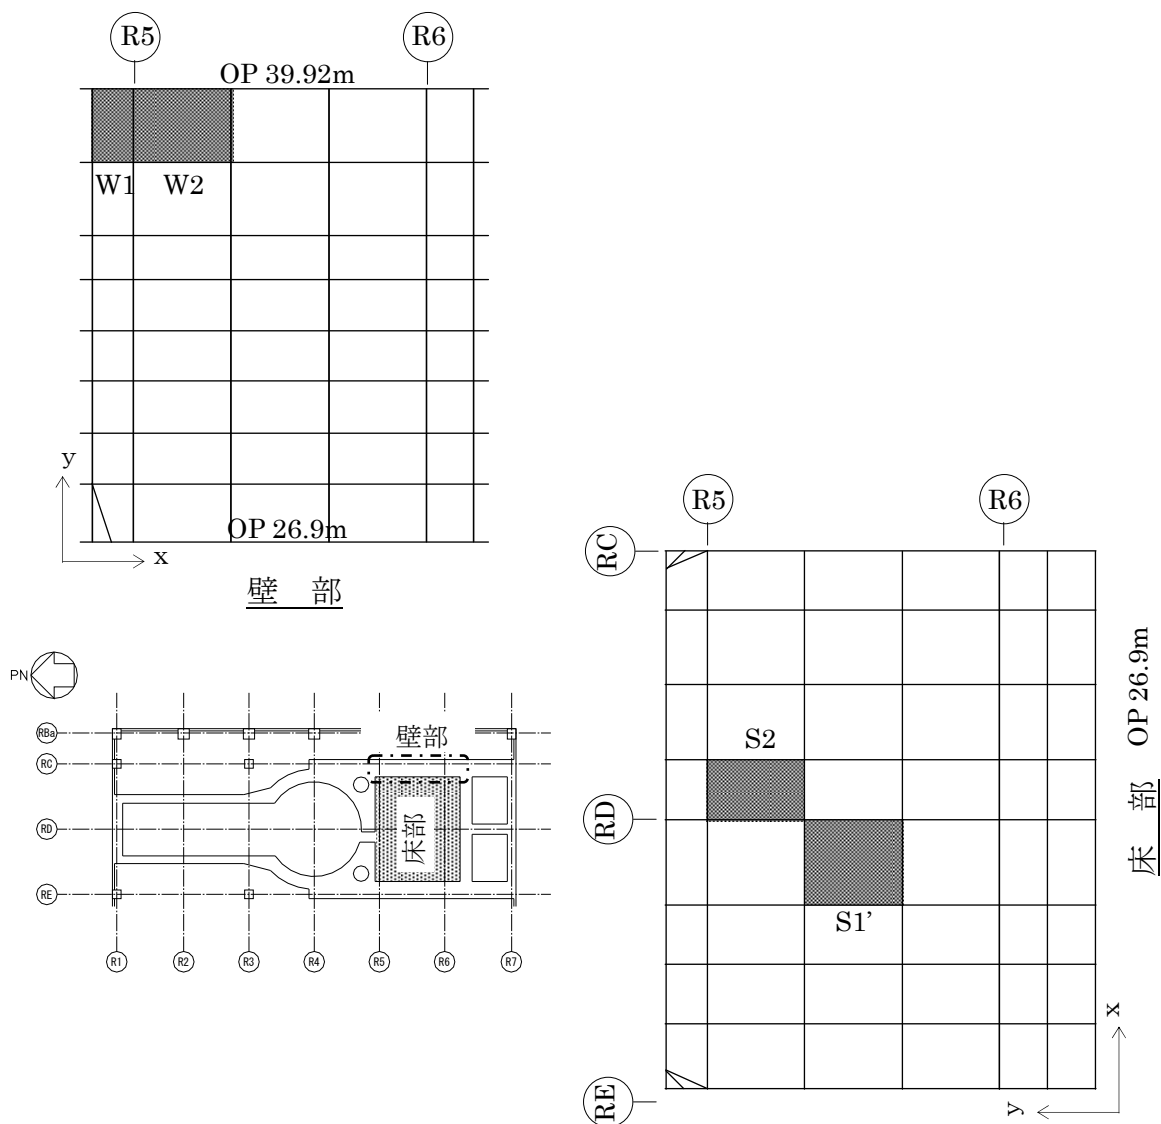 R5
R6
OP 39.92m
W1
W2
y
OP 26.9m
x
壁 部
PN
RBa
RC
RD
RE
壁部
床部
R1
R2
R3
R4
R5
R6
R7
R5
R6
RC
RD
RE
S2
S1’
床 部 OP 26.9m
x
y